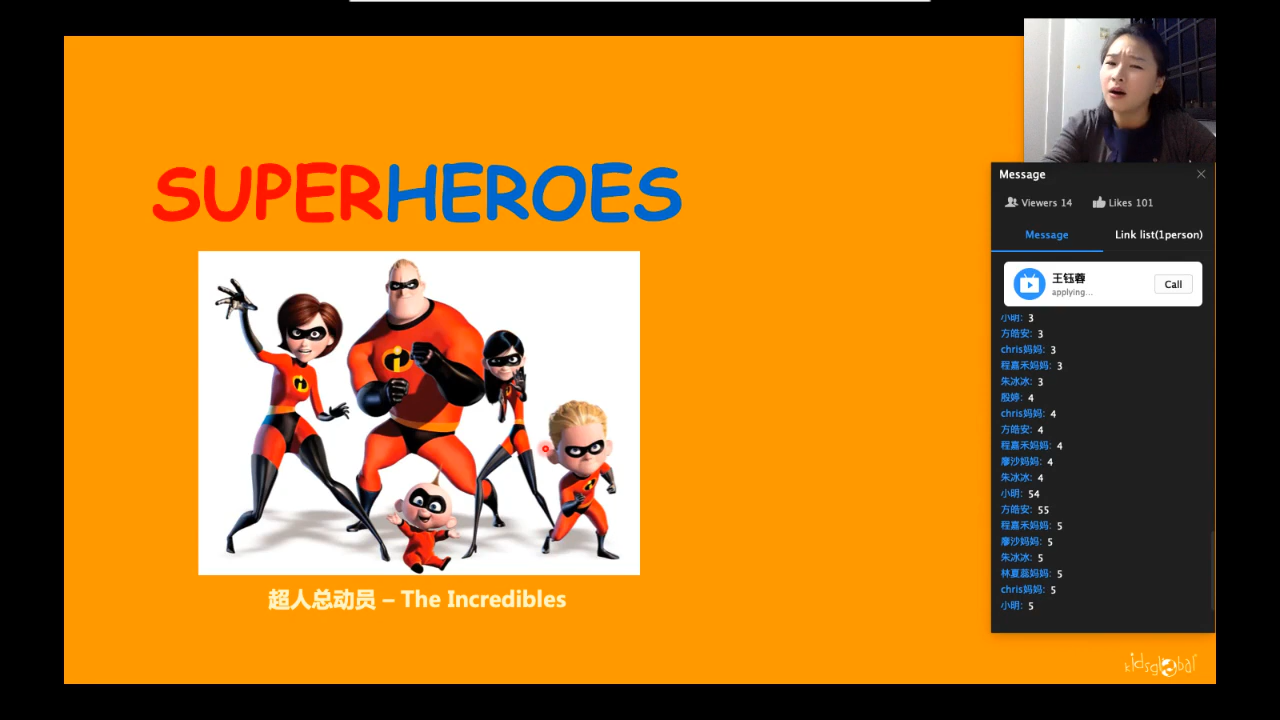 SUPERHEROES
超人总动员 – The Incredibles
Message
Viewers 14 Likes 101
Message Link list(1person)
王钰蓉
applying...
Call
小明: 3
方皓安: 3
chris妈妈: 3
程嘉禾妈妈: 3
朱冰冰: 3
殷婷: 4
chris妈妈: 4
方皓安: 4
程嘉禾妈妈: 4
廖沙妈妈: 4
朱冰冰: 4
小明: 54
方皓安: 55
程嘉禾妈妈: 5
廖沙妈妈: 5
朱冰冰: 5
林夏蕊妈妈: 5
chris妈妈: 5
小明: 5
kidsglobal